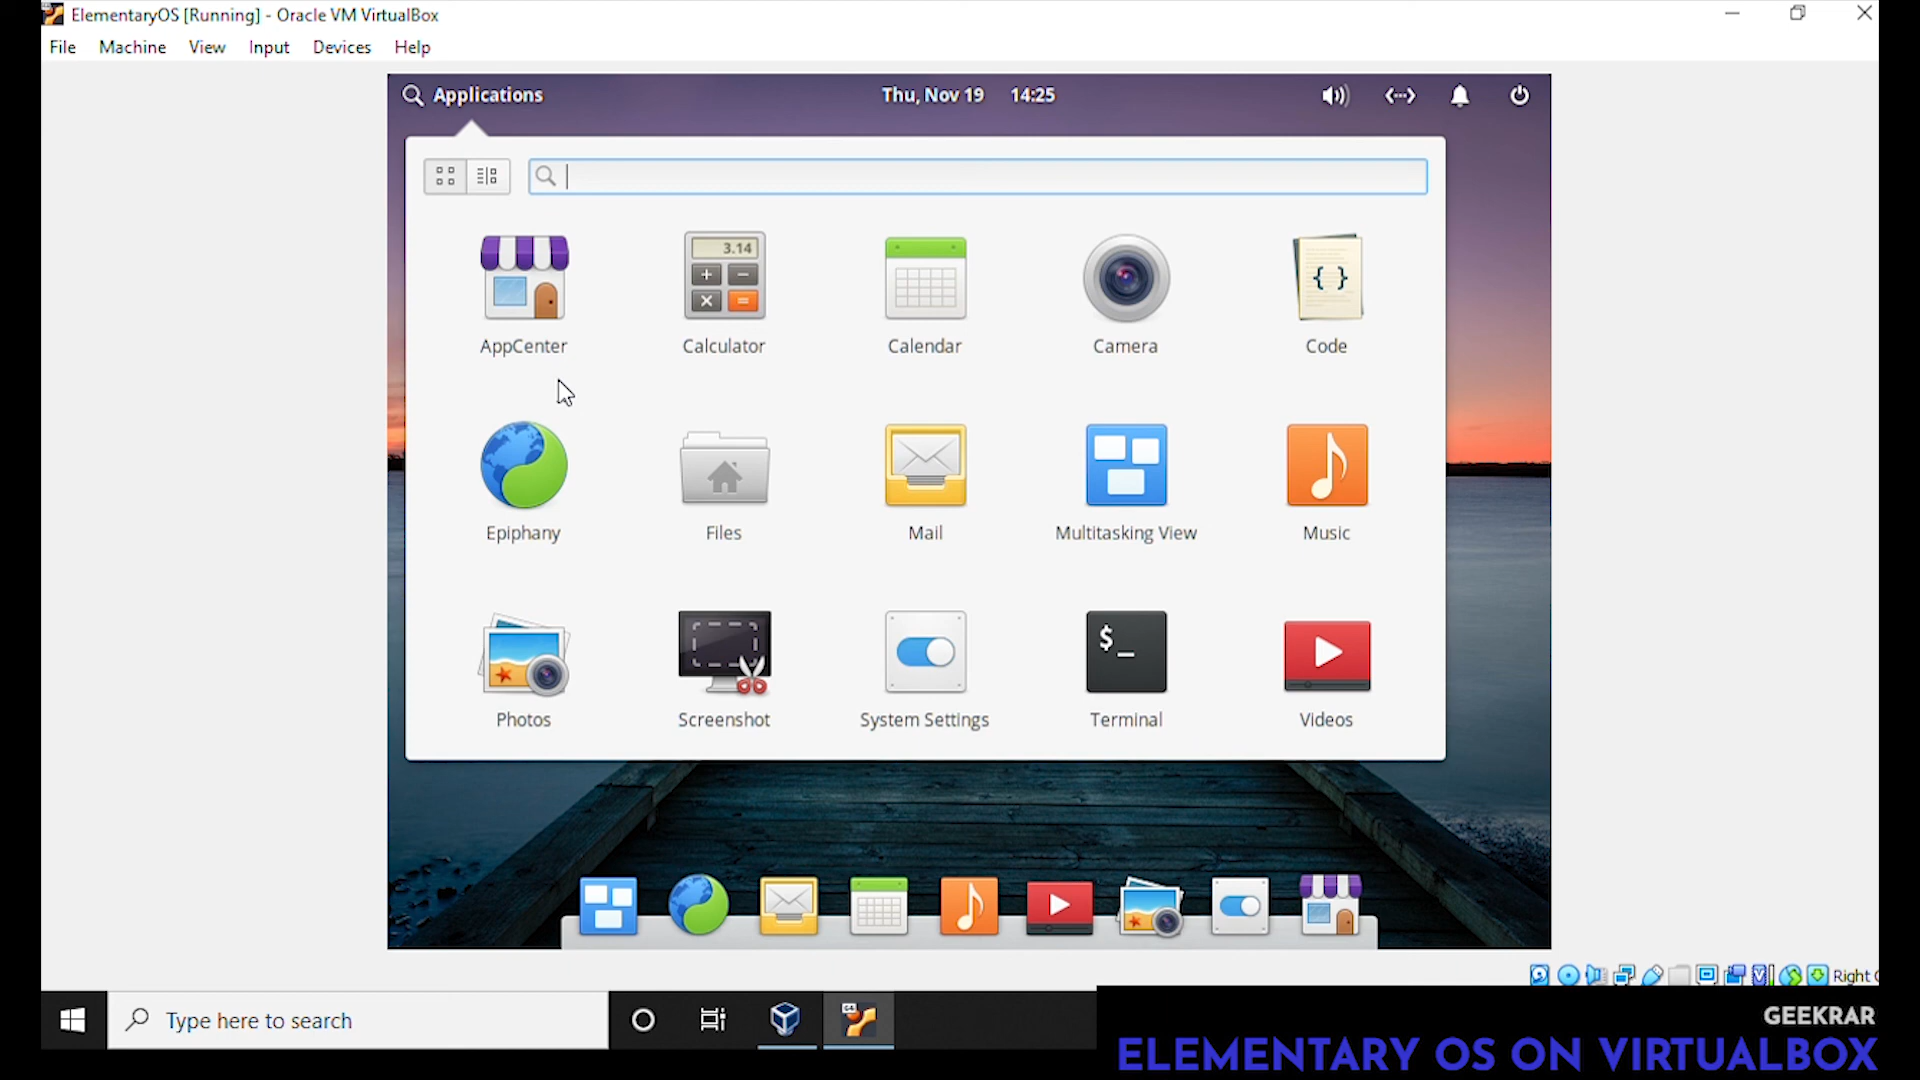 ElementaryOS [Running] - Oracle VM VirtualBox
File Machine View Input Devices Help
Applications Thu, Nov 19 14:25
3.14
AppCenter Calculator Calendar Camera Code
Epiphany Files Mail Multitasking View Music
$_
Photos Screenshot System Settings Terminal Videos
Right
Type here to search
GEEKRAR
ELEMENTARY OS ON VIRTUALBOX